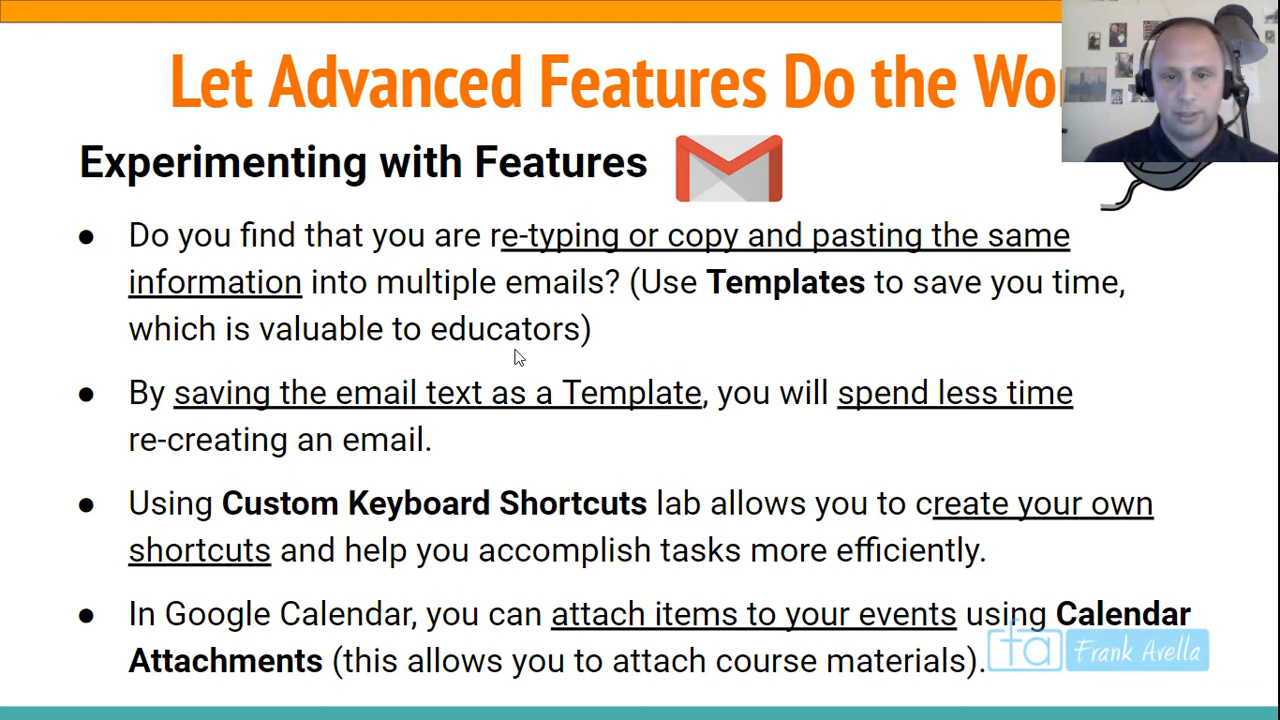 Let Advanced Features Do the Wo
Experimenting with Features
● Do you find that you are re-typing or copy and pasting the same
information into multiple emails? (Use Templates to save you time,
which is valuable to educators)
● By saving the email text as a Template, you will spend less time
re-creating an email.
● Using Custom Keyboard Shortcuts lab allows you to create your own
shortcuts and help you accomplish tasks more efficiently.
● In Google Calendar, you can attach items to your events using Calendar
Attachments (this allows you to attach course materials).
fa Frank Avella